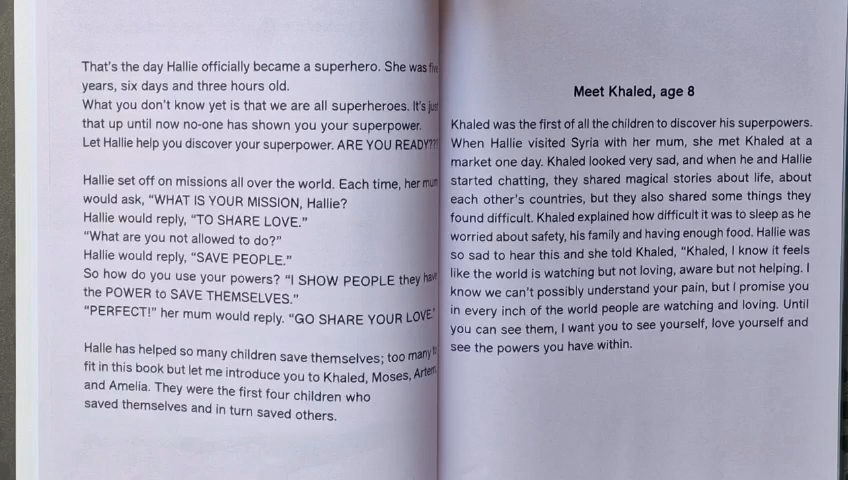 That's the day Hallie officially became a superhero. She was five
years, six days and three hours old.
What you don't know yet is that we are all superheroes. It's just
that up until now no-one has shown you your superpower.
Let Hallie help you discover your superpower. ARE YOU READY???
Hallie set off on missions all over the world. Each time, her mum
would ask, “WHAT IS YOUR MISSION, Hallie?
Hallie would reply, “TO SHARE LOVE.”
“What are you not allowed to do?”
Hallie would reply, “SAVE PEOPLE.”
So how do you use your powers? “I SHOW PEOPLE they have
the POWER to SAVE THEMSELVES.”
“PERFECT!” her mum would reply. “GO SHARE YOUR LOVE”
Halle has helped so many children save themselves; too many to
fit in this book but let me introduce you to Khaled, Moses, Artem,
and Amelia. They were the first four children who
saved themselves and in turn saved others.
Meet Khaled, age 8
Khaled was the first of all the children to discover his superpowers.
When Hallie visited Syria with her mum, she met Khaled at a
market one day. Khaled looked very sad, and when he and Hallie
started chatting, they shared magical stories about life, about
each other's countries, but they also shared some things they
found difficult. Khaled explained how difficult it was to sleep as he
worried about safety, his family and having enough food. Hallie was
so sad to hear this and she told Khaled, “Khaled, I know it feels
like the world is watching but not loving, aware but not helping. I
know we can't possibly understand your pain, but I promise you
in every inch of the world people are watching and loving. Until
you can see them, I want you to see yourself, love yourself and
see the powers you have within.